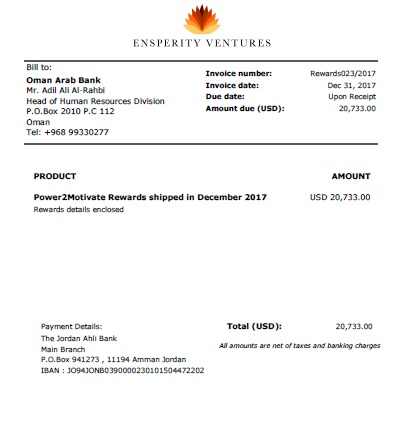 ENSPERITY VENTURES
Bill to:
Oman Arab Bank
Mr. Adil Ali Al-Rahbi
Head of Human Resources Division
P.O.Box 2010 P.C 112
Oman
Tel: +968 99330277
Invoice number: Rewards023/2017
Invoice date: Dec 31, 2017
Due date: Upon Receipt
Amount due (USD): 20,733.00
PRODUCT AMOUNT
Power2Motivate Rewards shipped in December 2017 USD 20,733.00
Rewards details enclosed
Payment Details:
The Jordan Ahli Bank
Main Branch
P.O.Box 941273 , 11194 Amman Jordan
IBAN : JO94JONB0390000230101504472202
Total (USD): 20,733.00
All amounts are net of taxes and banking charges